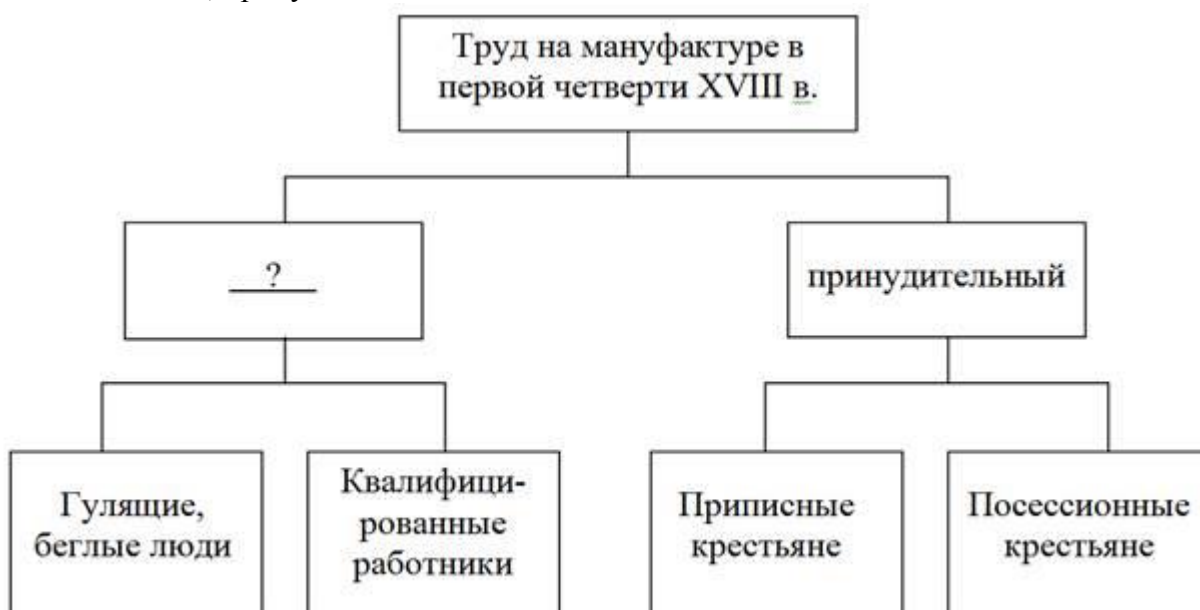 Труд на мануфактуре в
первой четверти XVIII в.
?
принудительный
Гулящие,
беглые люди
Квалифици-
рованные
работники
Приписные
крестьяне
Посессионные
крестьяне